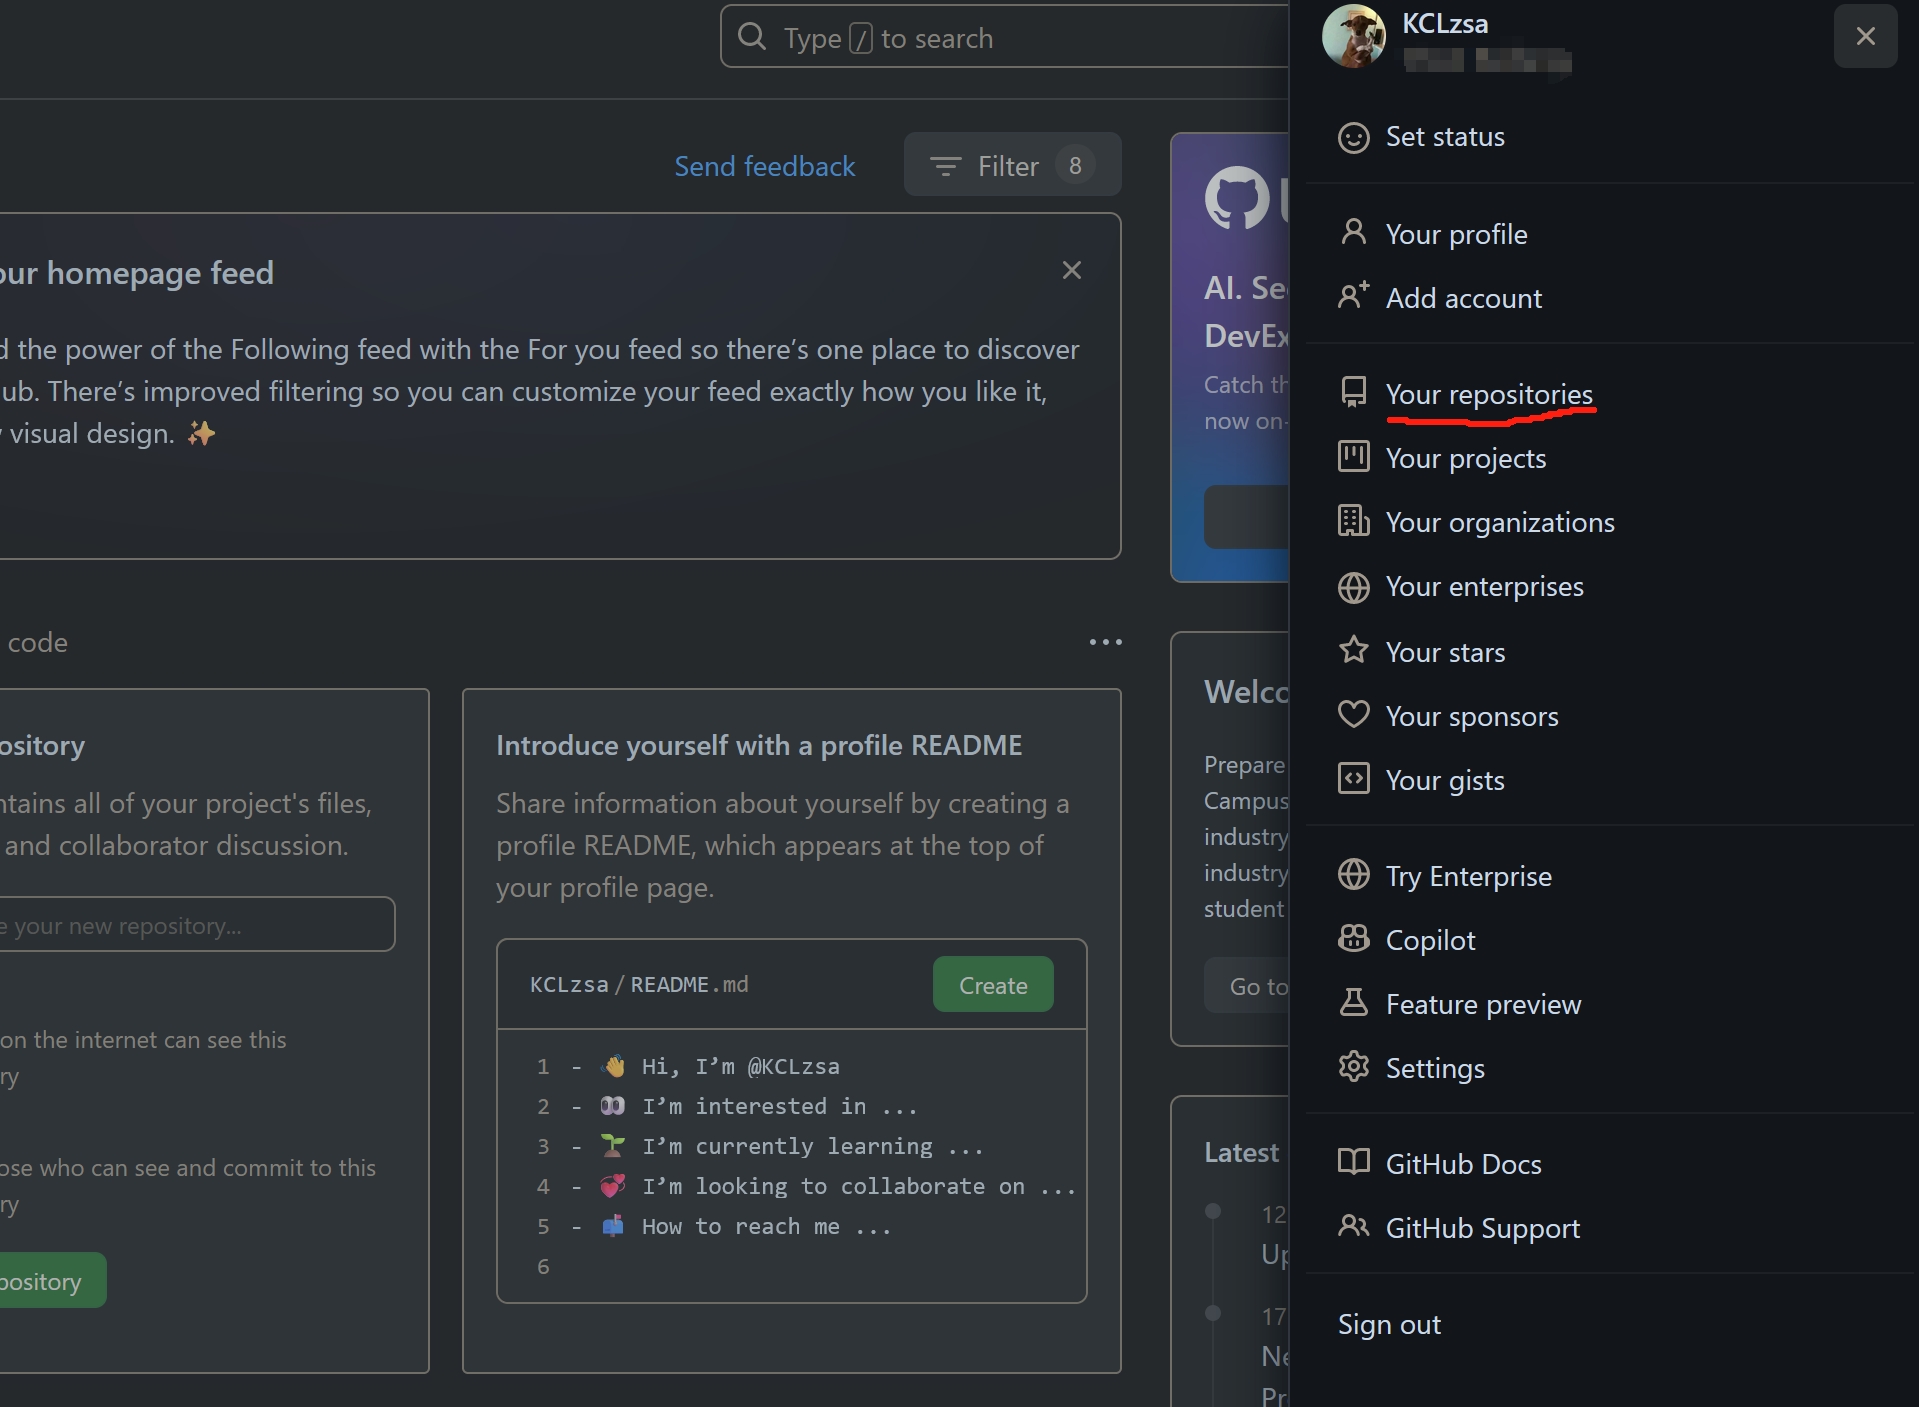 Type / to search
KCLzsa
Set status
Your profile
Add account
Your repositories
Your projects
Your organizations
Your enterprises
Your stars
Your sponsors
Your gists
Try Enterprise
Copilot
Feature preview
Settings
GitHub Docs
GitHub Support
Sign out
Send feedback
Filter 8
our homepage feed
d the power of the Following feed with the For you feed so there’s one place to discover
ub. There’s improved filtering so you can customize your feed exactly how you like it,
visual design. ✨
code
ository
ntains all of your project's files,
and collaborator discussion.
e your new repository...
on the internet can see this
ry
ose who can see and commit to this
ry
pository
Introduce yourself with a profile README
Share information about yourself by creating a
profile README, which appears at the top of
your profile page.
KCLzsa / README.md
Create
1 - 👋 Hi, I’m @KCLzsa
2 - 👀 I’m interested in ...
3 - 🌱 I’m currently learning ...
4 - 💞️ I’m looking to collaborate on ...
5 - 📫 How to reach me ...
6
AI. Se
DevEx
Catch th
now on-
Welco
Prepare
Campus
industry
industry
student
Go to
Latest
12
Up
17
Ne
Pr